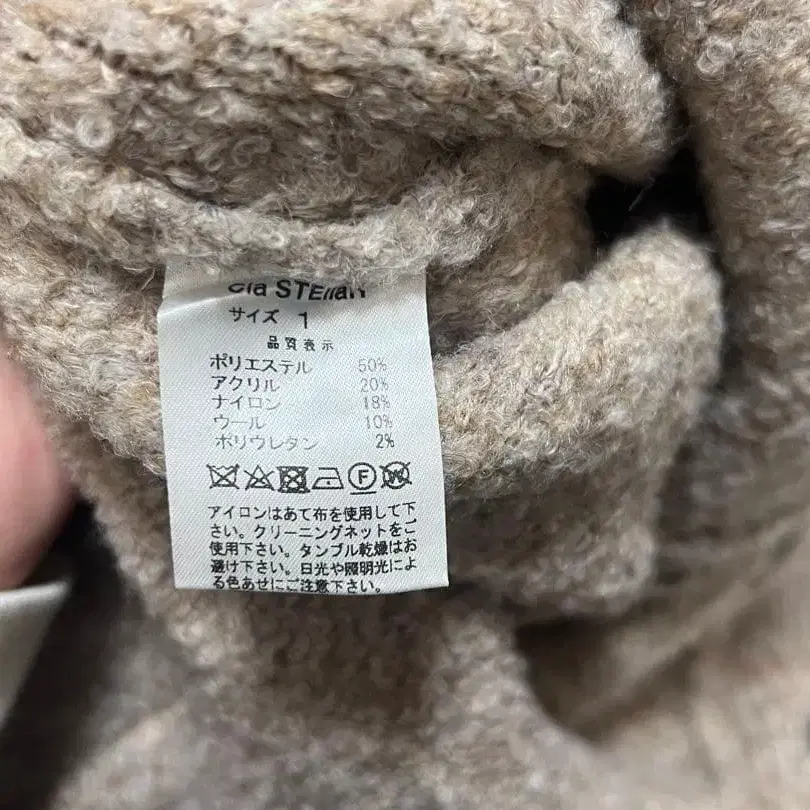 STEllaR
サイズ 1
品質表示
ポリエステル 50%
アクリル 20%
ナイロン 18%
ウール 10%
ポリウレタン 2%
F W
アイロンはあて布を使用して下
さい。クリーニングネットをご
使用下さい。タンブル乾燥はお
避け下さい。日光や照明光によ
る色あせにご注意下さい。